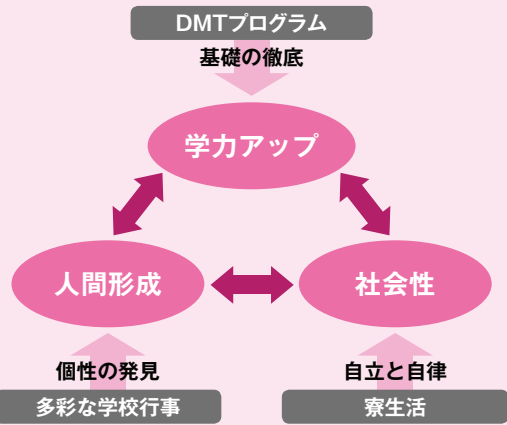 DMTプログラム
基礎の徹底
学力アップ
人間形成
社会性
個性の発見
自立と自律
多彩な学校行事
寮生活